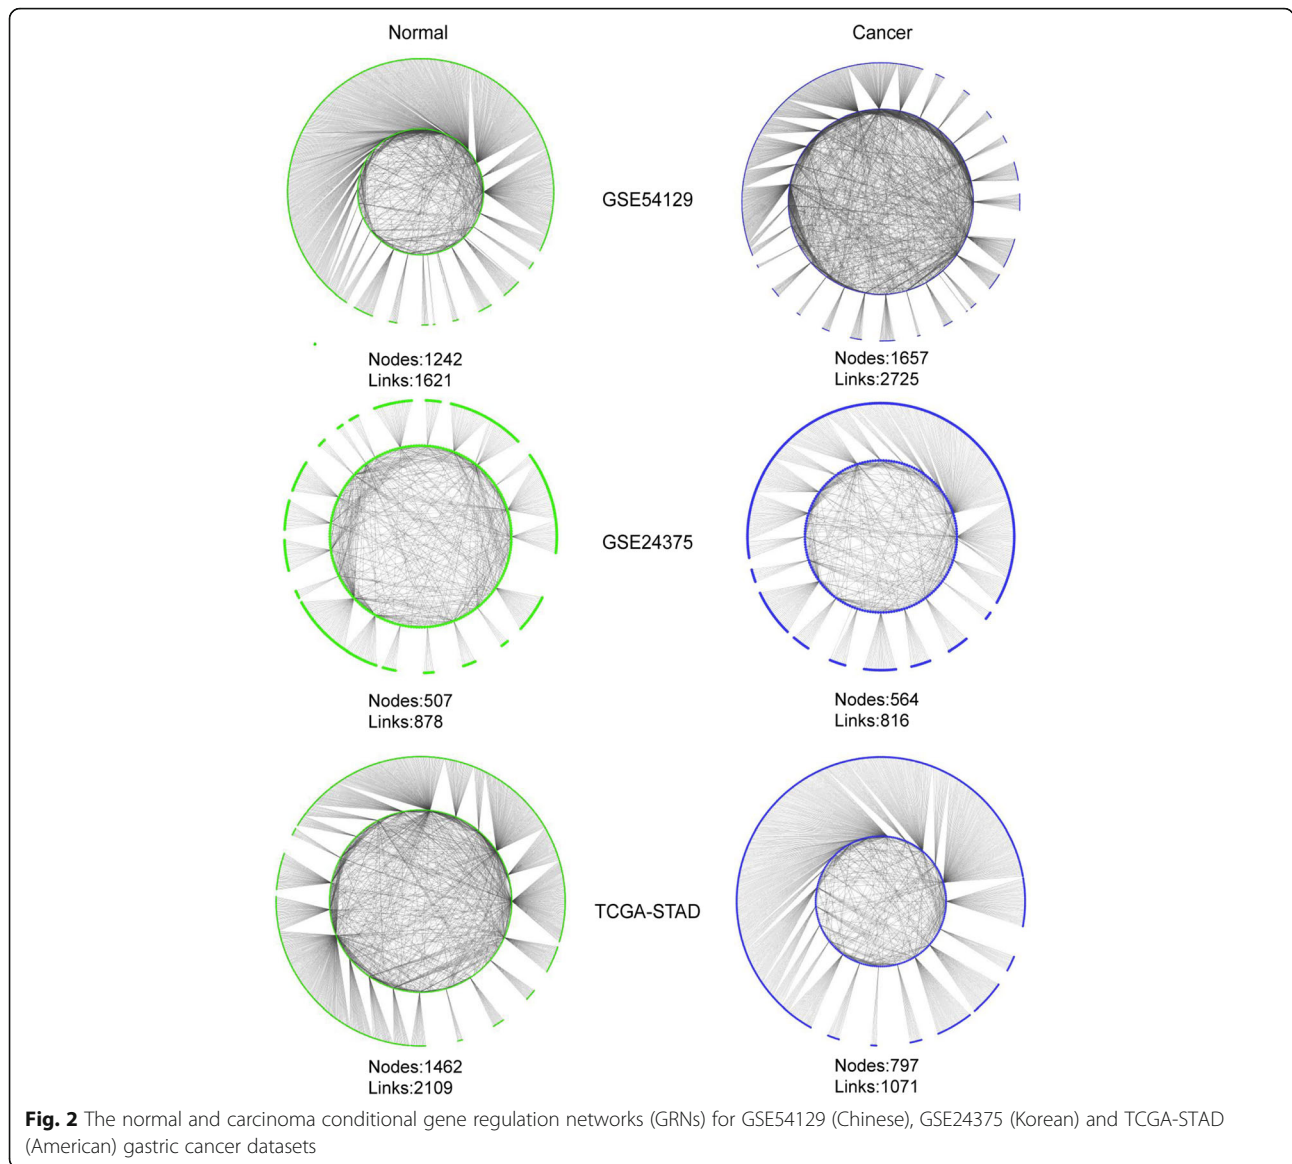 Normal
Cancer
GSE54129
Nodes:1242
Links:1621
Nodes:1657
Links:2725
GSE24375
Nodes:507
Links:878
Nodes:564
Links:816
TCGA-STAD
Nodes:1462
Links:2109
Nodes:797
Links:1071
Fig. 2 The normal and carcinoma conditional gene regulation networks (GRNs) for GSE54129 (Chinese), GSE24375 (Korean) and TCGA-STAD
(American) gastric cancer datasets